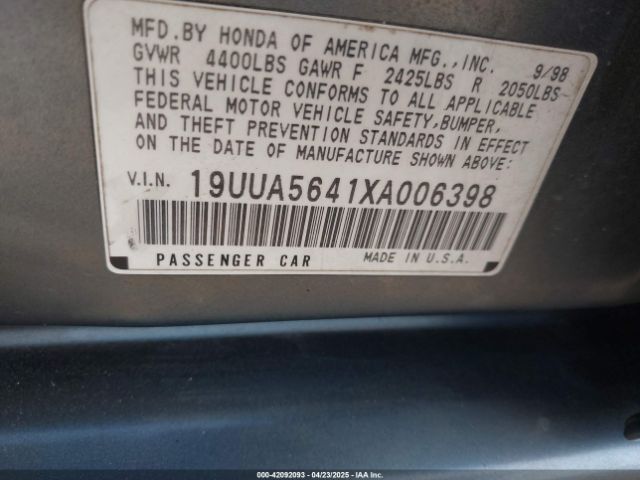 MFD.BY HONDA OF AMERICA MFG.,INC. 9/98
GVWR 4400LBS GAWR F 2425LBS R 2050LBS
THIS VEHICLE CONFORMS TO ALL APPLICABLE
FEDERAL MOTOR VEHICLE SAFETY,BUMPER,
AND THEFT PREVENTION STANDARDS IN EFFECT
ON THE DATE OF MANUFACTURE SHOWN ABOVE:
V.I.N. 19UUA5641XA006398
PASSENGER CAR MADE IN U.S.A.
000-42092093 - 04/23/2025 - IAA Inc.